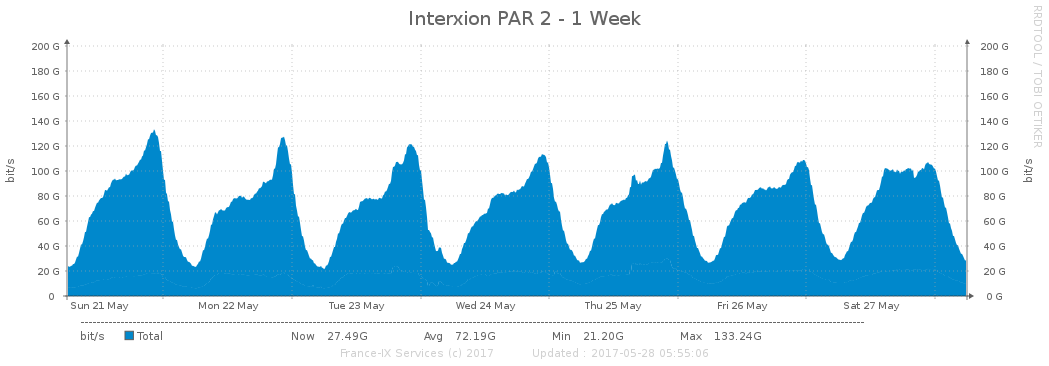 Interxion PAR 2 - 1 Week
RRDTOOL / TOBI OETIKER
200 G 200 G
180 G 180 G
160 G 160 G
140 G 140 G
120 G 120 G
100 G 100 G
80 G 80 G
60 G 60 G
40 G 40 G
20 G 20 G
0 0 G
bit/s bit/s
Sun 21 May Mon 22 May Tue 23 May Wed 24 May Thu 25 May Fri 26 May Sat 27 May
bit/s Total Now 27.49G Avg 72.19G Min 21.20G Max 133.24G
France-IX Services (c) 2017 Updated : 2017-05-28 05:55:06